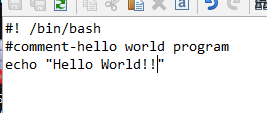 #! /bin/bash
#comment-hello world program
echo "Hello World!!"